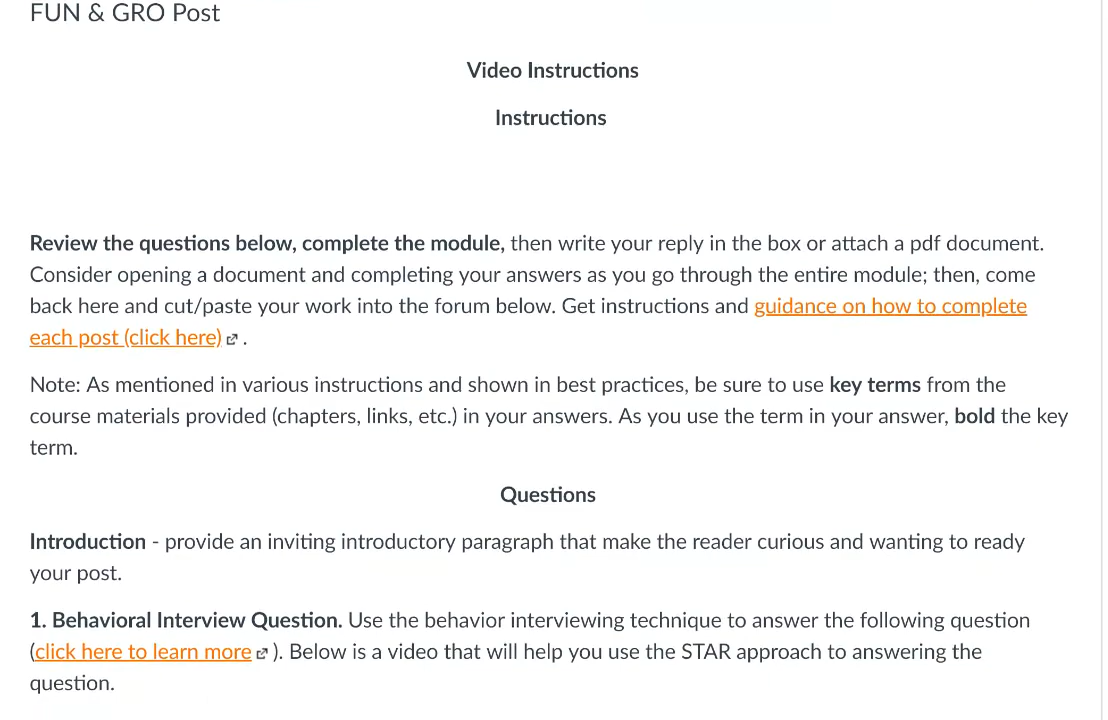 FUN & GRO Post
Video Instructions
Instructions
Review the questions below, complete the module, then write your reply in the box or attach a pdf document.
Consider opening a document and completing your answers as you go through the entire module; then, come
back here and cut/paste your work into the forum below. Get instructions and guidance on how to complete
each post (click here) .
Note: As mentioned in various instructions and shown in best practices, be sure to use key terms from the
course materials provided (chapters, links, etc.) in your answers. As you use the term in your answer, bold the key
term.
Questions
Introduction - provide an inviting introductory paragraph that make the reader curious and wanting to ready
your post.
1. Behavioral Interview Question. Use the behavior interviewing technique to answer the following question
(click here to learn more ). Below is a video that will help you use the STAR approach to answering the
question.